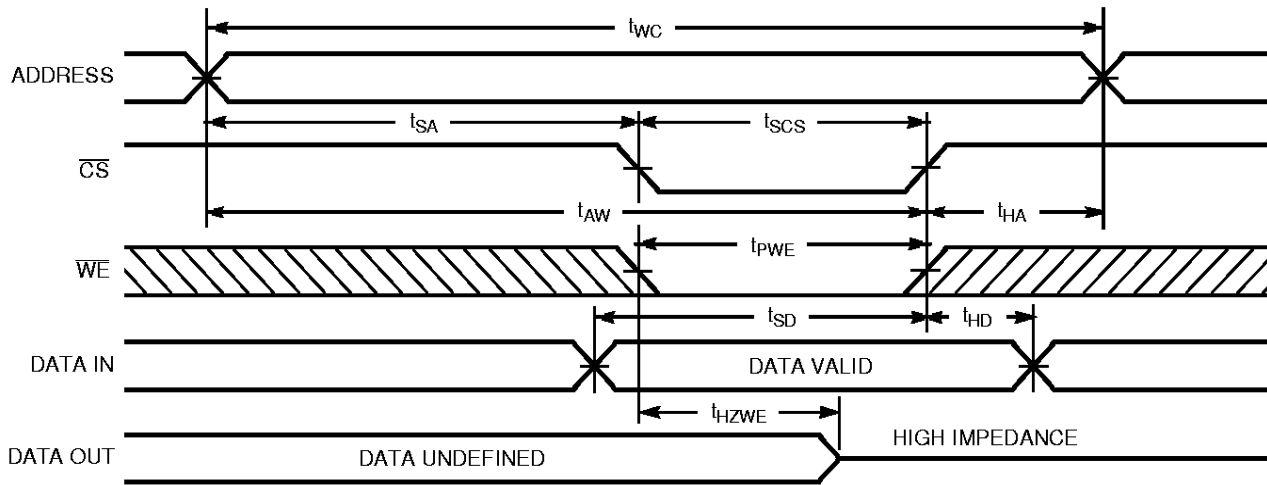 tWC
ADDRESS
tSA tSCS
CS
tAW tHA
tPWE
WE
tSD tHD
DATA IN DATA VALID
tHZWE
HIGH IMPEDANCE
DATA OUT DATA UNDEFINED